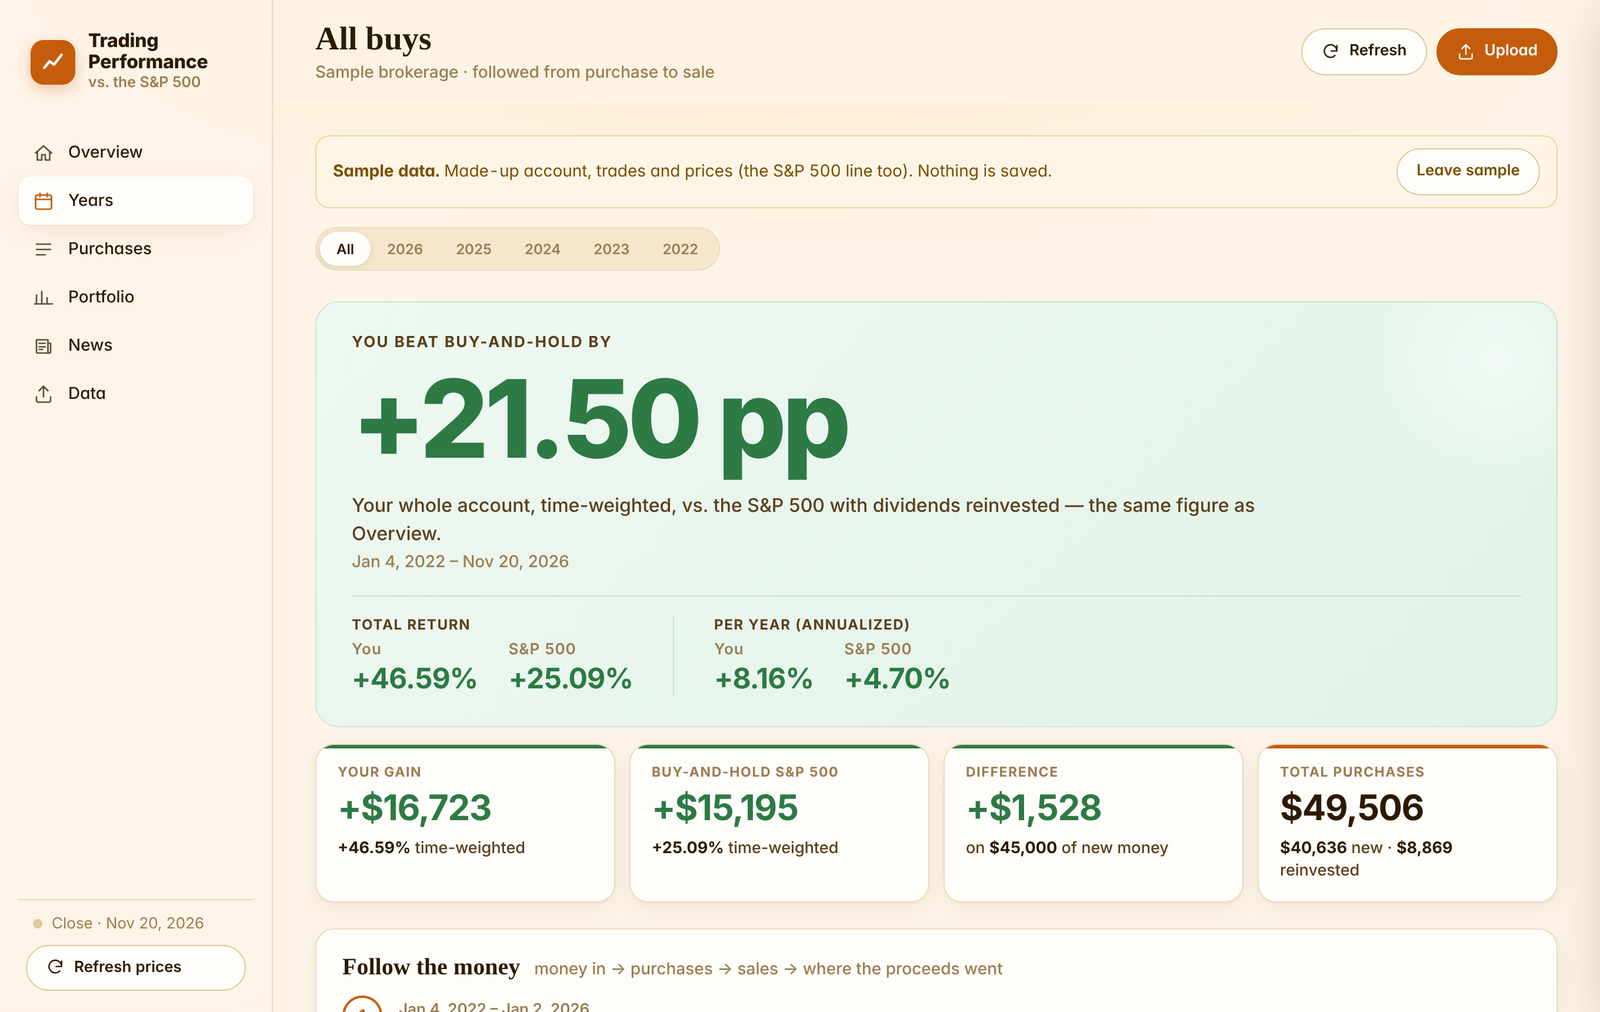 Trading
Performance
vs. the S&P 500
Overview
Years
Purchases
Portfolio
News
Data
Close · Nov 20, 2026
Refresh prices
All buys
Sample brokerage · followed from purchase to sale
Refresh
Upload
Sample data. Made-up account, trades and prices (the S&P 500 line too). Nothing is saved.
Leave sample
All 2026 2025 2024 2023 2022
YOU BEAT BUY-AND-HOLD BY
+21.50 pp
Your whole account, time-weighted, vs. the S&P 500 with dividends reinvested — the same figure as
Overview.
Jan 4, 2022 – Nov 20, 2026
TOTAL RETURN
You S&P 500
+46.59% +25.09%
PER YEAR (ANNUALIZED)
You S&P 500
+8.16% +4.70%
YOUR GAIN
+$16,723
+46.59% time-weighted
BUY-AND-HOLD S&P 500
+$15,195
+25.09% time-weighted
DIFFERENCE
+$1,528
on $45,000 of new money
TOTAL PURCHASES
$49,506
$40,636 new · $8,869
reinvested
Follow the money money in → purchases → sales → where the proceeds went
Jan 4, 2022 – Jan 2, 2026